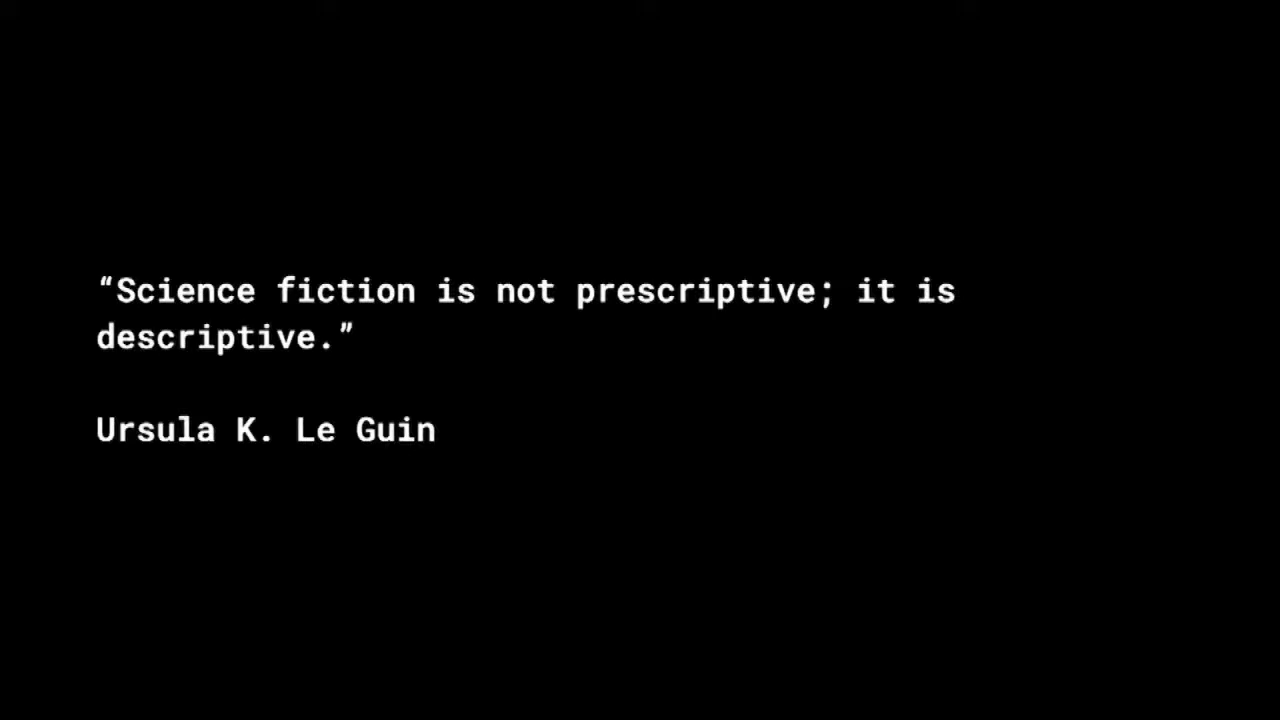 “Science fiction is not prescriptive; it is
descriptive.”
Ursula K. Le Guin